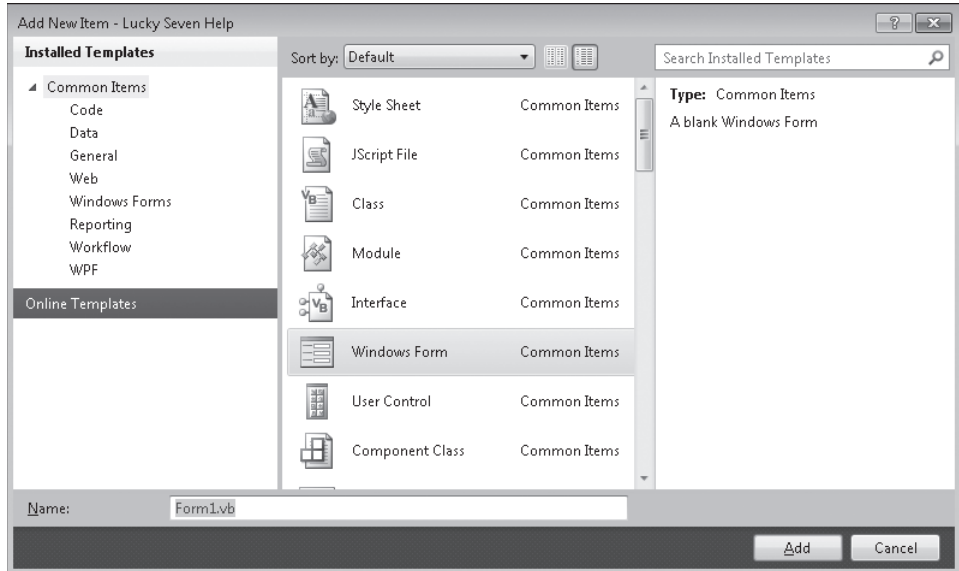 Add New Item - Lucky Seven Help
?
Installed Templates
Common Items
Code
Data
General
Web
Windows Forms
Reporting
Workflow
WPF
Online Templates
Sort by: Default
Style Sheet Common Items
JScript File Common Items
Class Common Items
Module Common Items
Interface Common Items
Windows Form Common Items
User Control Common Items
Component Class Common Items
Search Installed Templates
Type: Common Items
A blank Windows Form
Name: Form1.vb
Add Cancel